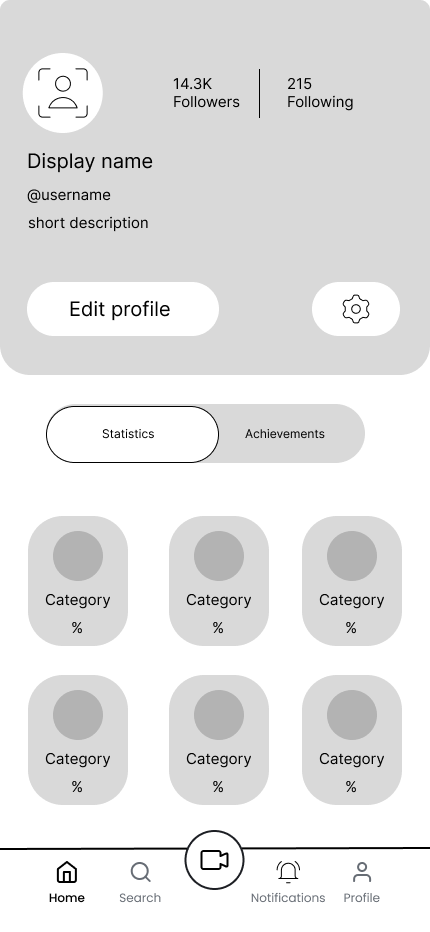 14.3K
Followers
215
Following
Display name
@username
short description
Edit profile
Statistics
Achievements
Category
%
Category
%
Category
%
Category
%
Category
%
Category
%
Home
Search
Notifications
Profile